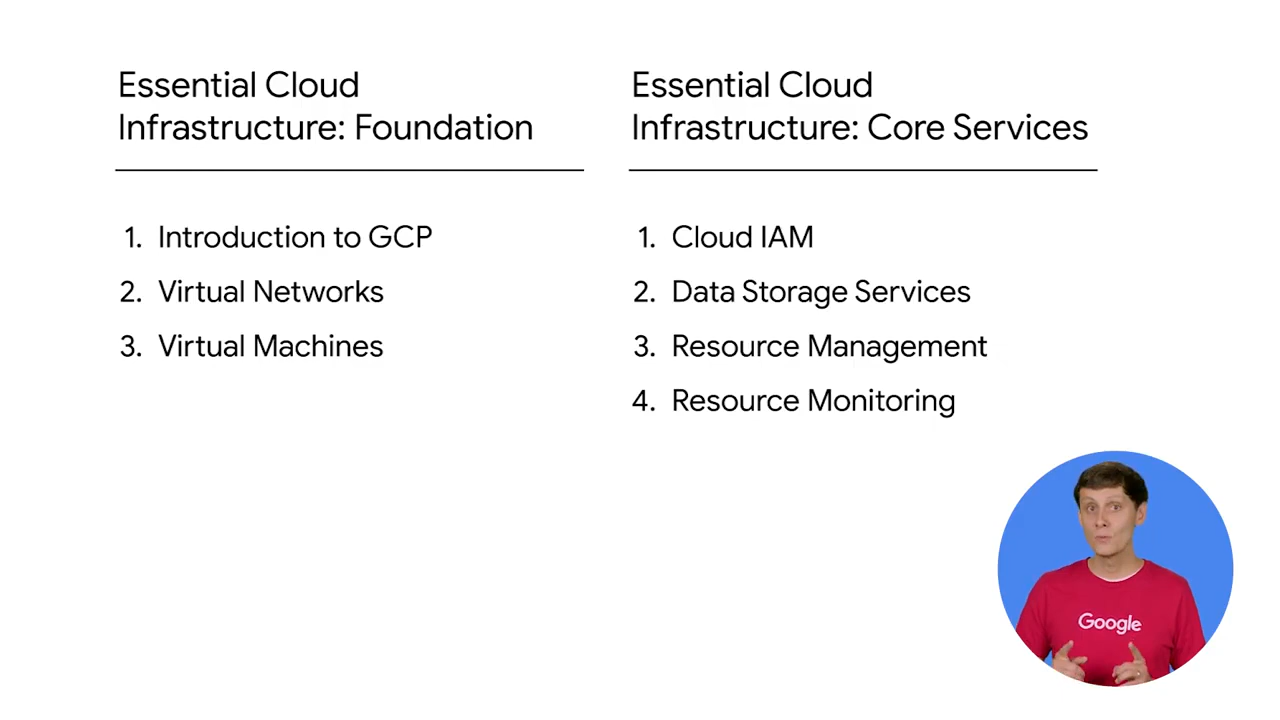 Essential Cloud
Infrastructure: Foundation
1. Introduction to GCP
2. Virtual Networks
3. Virtual Machines
Essential Cloud
Infrastructure: Core Services
1. Cloud IAM
2. Data Storage Services
3. Resource Management
4. Resource Monitoring
Google